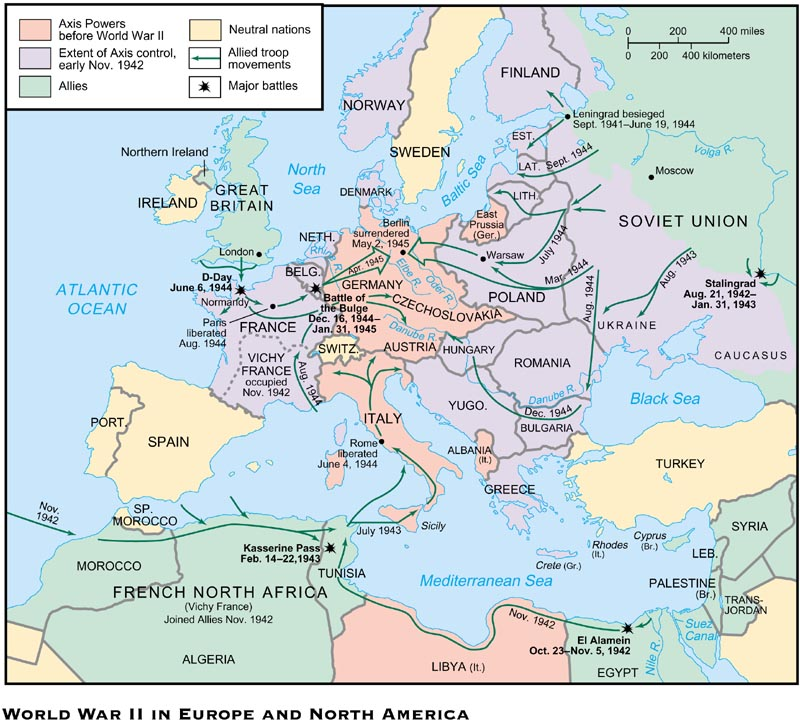 Axis Powers
before World War II
Extent of Axis control,
early Nov. 1942
Allies
Neutral nations
Allied troop
movements
Major battles
0 200 400 miles
0 200 400 kilometers
FINLAND
NORWAY
Leningrad besieged
Sept. 1941–June 19, 1944
EST.
SWEDEN
Volga R.
Northern Ireland
North
Sea
Baltic Sea
LAT.
Sept. 1944
Moscow
IRELAND
GREAT
BRITAIN
DENMARK
LITH.
East
Prussia
(Ger.)
SOVIET UNION
Berlin
surrendered
May 2, 1945
NETH.
Rhine R.
London
Warsaw
July 1944
Apr. 1945
Elbe R.
Oder R.
Mar. 1944
Aug. 1943
D-Day
June 6, 1944
BELG.
GERMANY
POLAND
Stalingrad
Aug. 21, 1942–
Jan. 31, 1943
ATLANTIC
OCEAN
Normandy
Battle of
the Bulge
Dec. 16, 1944–
Jan. 31, 1945
CZECHOSLOVAKIA
Aug. 1944
UKRAINE
Paris
liberated
Aug. 1944
FRANCE
Danube R.
SWITZ.
AUSTRIA
HUNGARY
CAUCASUS
VICHY
FRANCE
occupied
Nov. 1942
Aug. 1944
ROMANIA
Danube R.
Dec. 1944
Black Sea
ITALY
YUGO.
BULGARIA
PORT.
SPAIN
Rome
liberated
June 4, 1944
ALBANIA
(It.)
TURKEY
GREECE
Nov.
1942
SP.
MOROCCO
July 1943
Sicily
Rhodes
(It.)
Cyprus
(Br.)
SYRIA
Kasserine Pass
Feb. 14–22,1943
Crete (Gr.)
LEB.
MOROCCO
TUNISIA
Mediterranean Sea
PALESTINE
(Br.)
FRENCH NORTH AFRICA
(Vichy France)
Joined Allies Nov. 1942
TRANS-
JORDAN
Nov. 1942
Suez
Canal
El Alamein
Oct. 23–Nov. 5, 1942
Nile R.
ALGERIA
LIBYA (It.)
EGYPT
WORLD WAR II IN EUROPE AND NORTH AMERICA